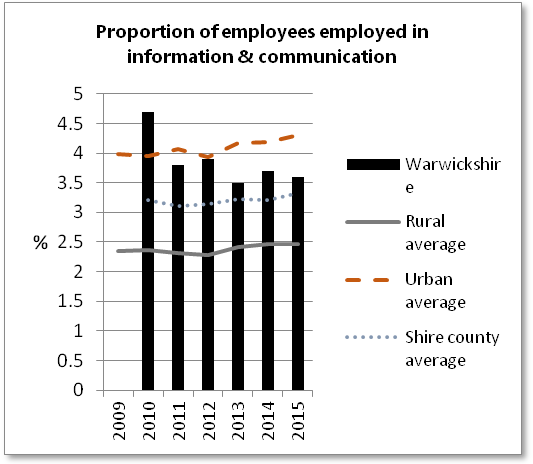 Proportion of employees employed in
information & communication
5
4.5
4
3.5
3
2.5
2
1.5
1
0.5
0
%
2009
2010
2011
2012
2013
2014
2015
Warwickshir
e
Rural
average
Urban
average
Shire county
average